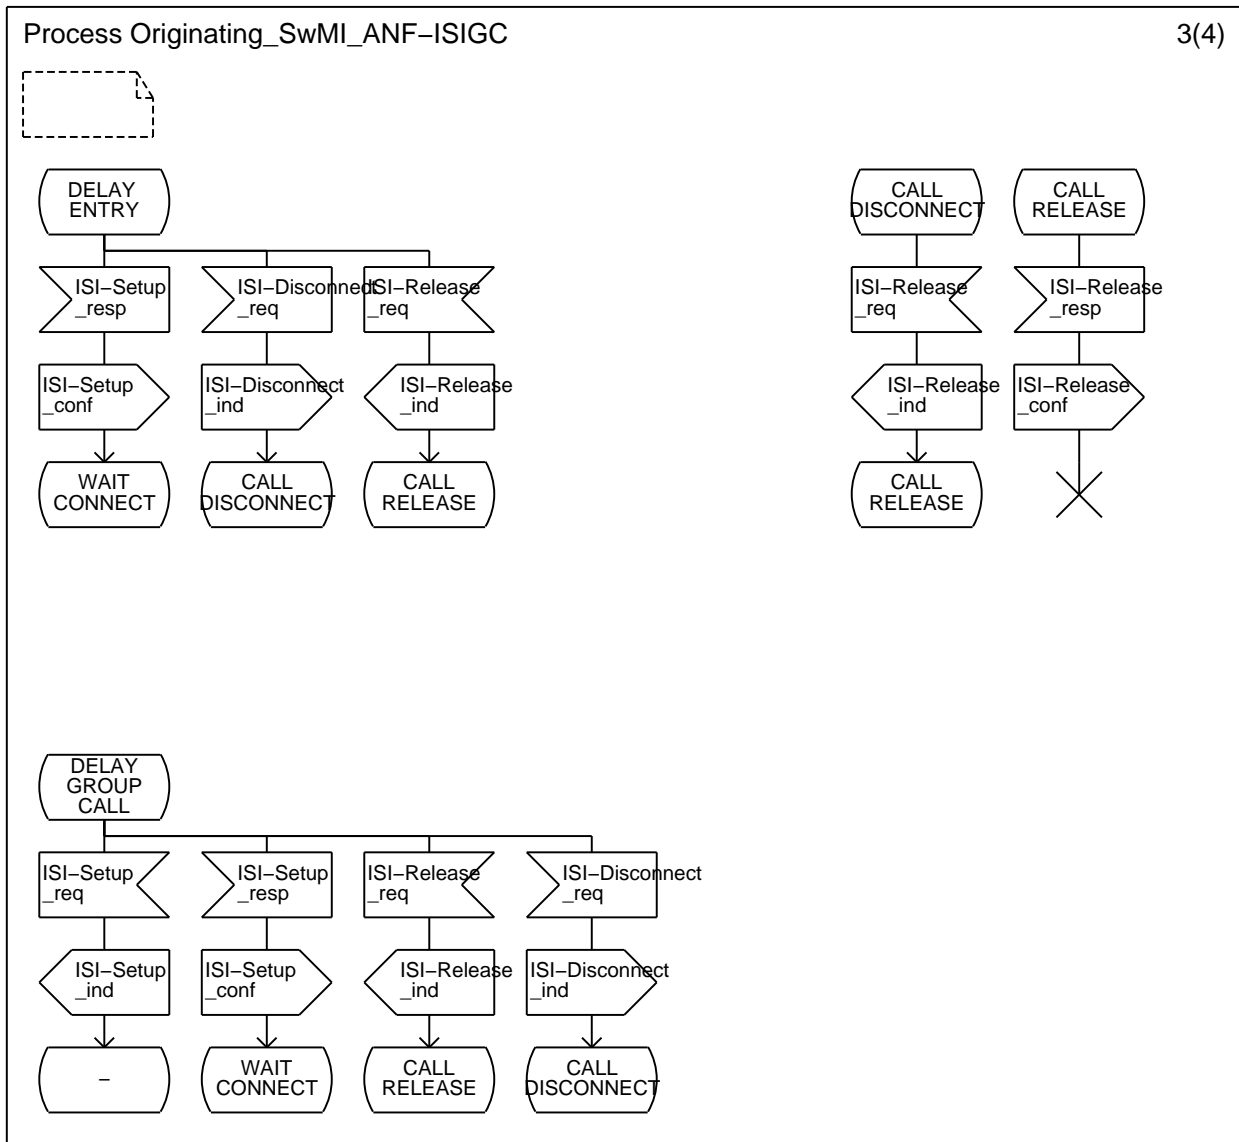 Process Originating_SwMI_ANF−ISIGC
3(4)
DELAY
ENTRY
CALL
DISCONNECT
CALL
RELEASE
ISI−Setup
_resp
ISI−Disconnect
_req
ISI−Release
_req
ISI−Release
_req
ISI−Release
_resp
ISI−Setup
_conf
ISI−Disconnect
_ind
ISI−Release
_ind
ISI−Release
_ind
ISI−Release
_conf
WAIT
CONNECT
CALL
DISCONNECT
CALL
RELEASE
CALL
RELEASE
DELAY
GROUP
CALL
ISI−Setup
_req
ISI−Setup
_resp
ISI−Release
_req
ISI−Disconnect
_req
ISI−Setup
_ind
ISI−Setup
_conf
ISI−Release
_ind
ISI−Disconnect
_ind
−
WAIT
CONNECT
CALL
RELEASE
CALL
DISCONNECT